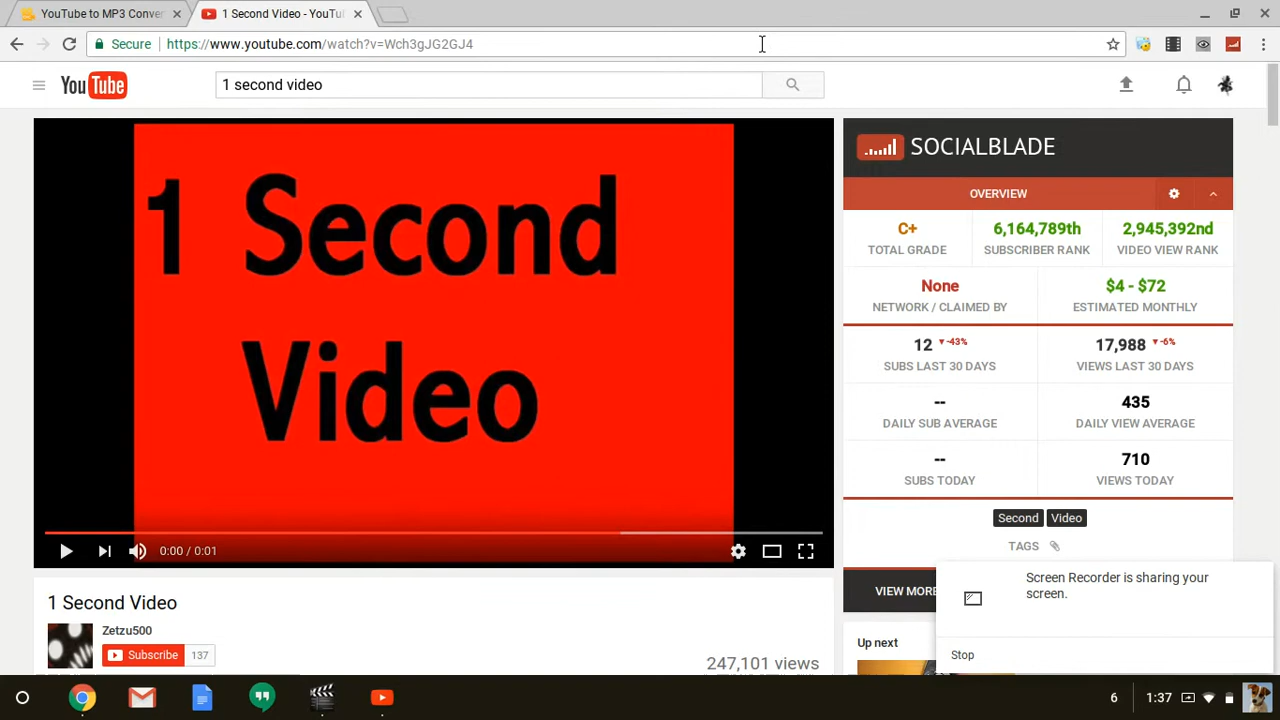 YouTube to MP3 Conver
1 Second Video - YouTu
Secure
https://www.youtube.com/watch?v=Wch3gJG2GJ4
YouTube
1 second video
1 Second
Video
0:00 / 0:01
SOCIALBLADE
OVERVIEW
C+ 6,164,789th 2,945,392nd
TOTAL GRADE SUBSCRIBER RANK VIDEO VIEW RANK
None $4 - $72
NETWORK / CLAIMED BY ESTIMATED MONTHLY
12 ▼-43% 17,988 ▼-6%
SUBS LAST 30 DAYS VIEWS LAST 30 DAYS
-- 435
DAILY SUB AVERAGE DAILY VIEW AVERAGE
-- 710
SUBS TODAY VIEWS TODAY
Second Video
TAGS
VIEW MORE
Screen Recorder is sharing your
screen.
Stop
1 Second Video
Zetzu500
Subscribe 137
247,101 views
Up next
6 1:37